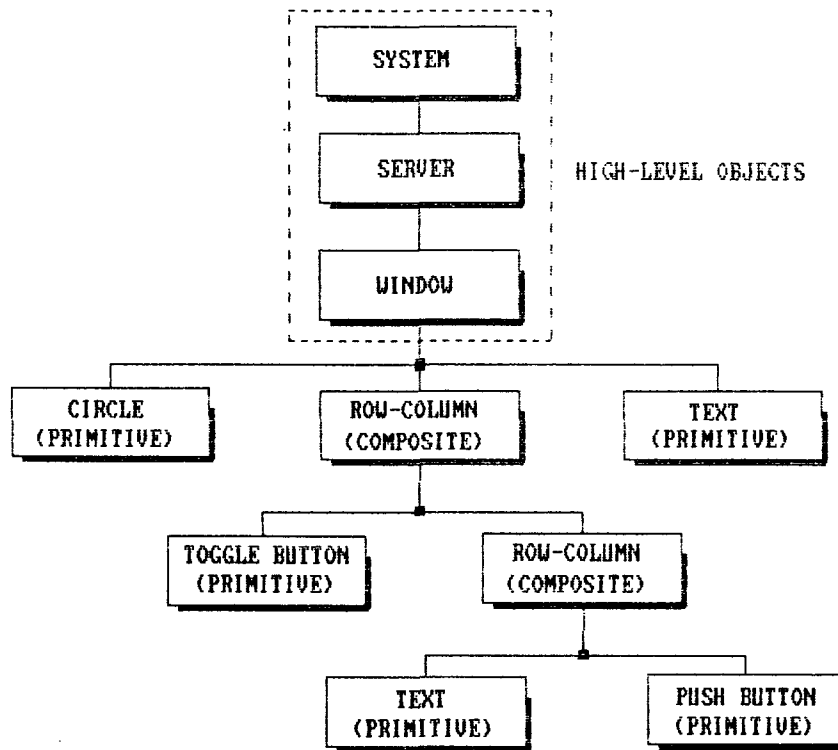 SYSTEM
SERVER
HIGH-LEVEL OBJECTS
WINDOW
CIRCLE
(PRIMITIVE)
ROW-COLUMN
(COMPOSITE)
TEXT
(PRIMITIVE)
TOGGLE BUTTON
(PRIMITIVE)
ROW-COLUMN
(COMPOSITE)
TEXT
(PRIMITIVE)
PUSH BUTTON
(PRIMITIVE)